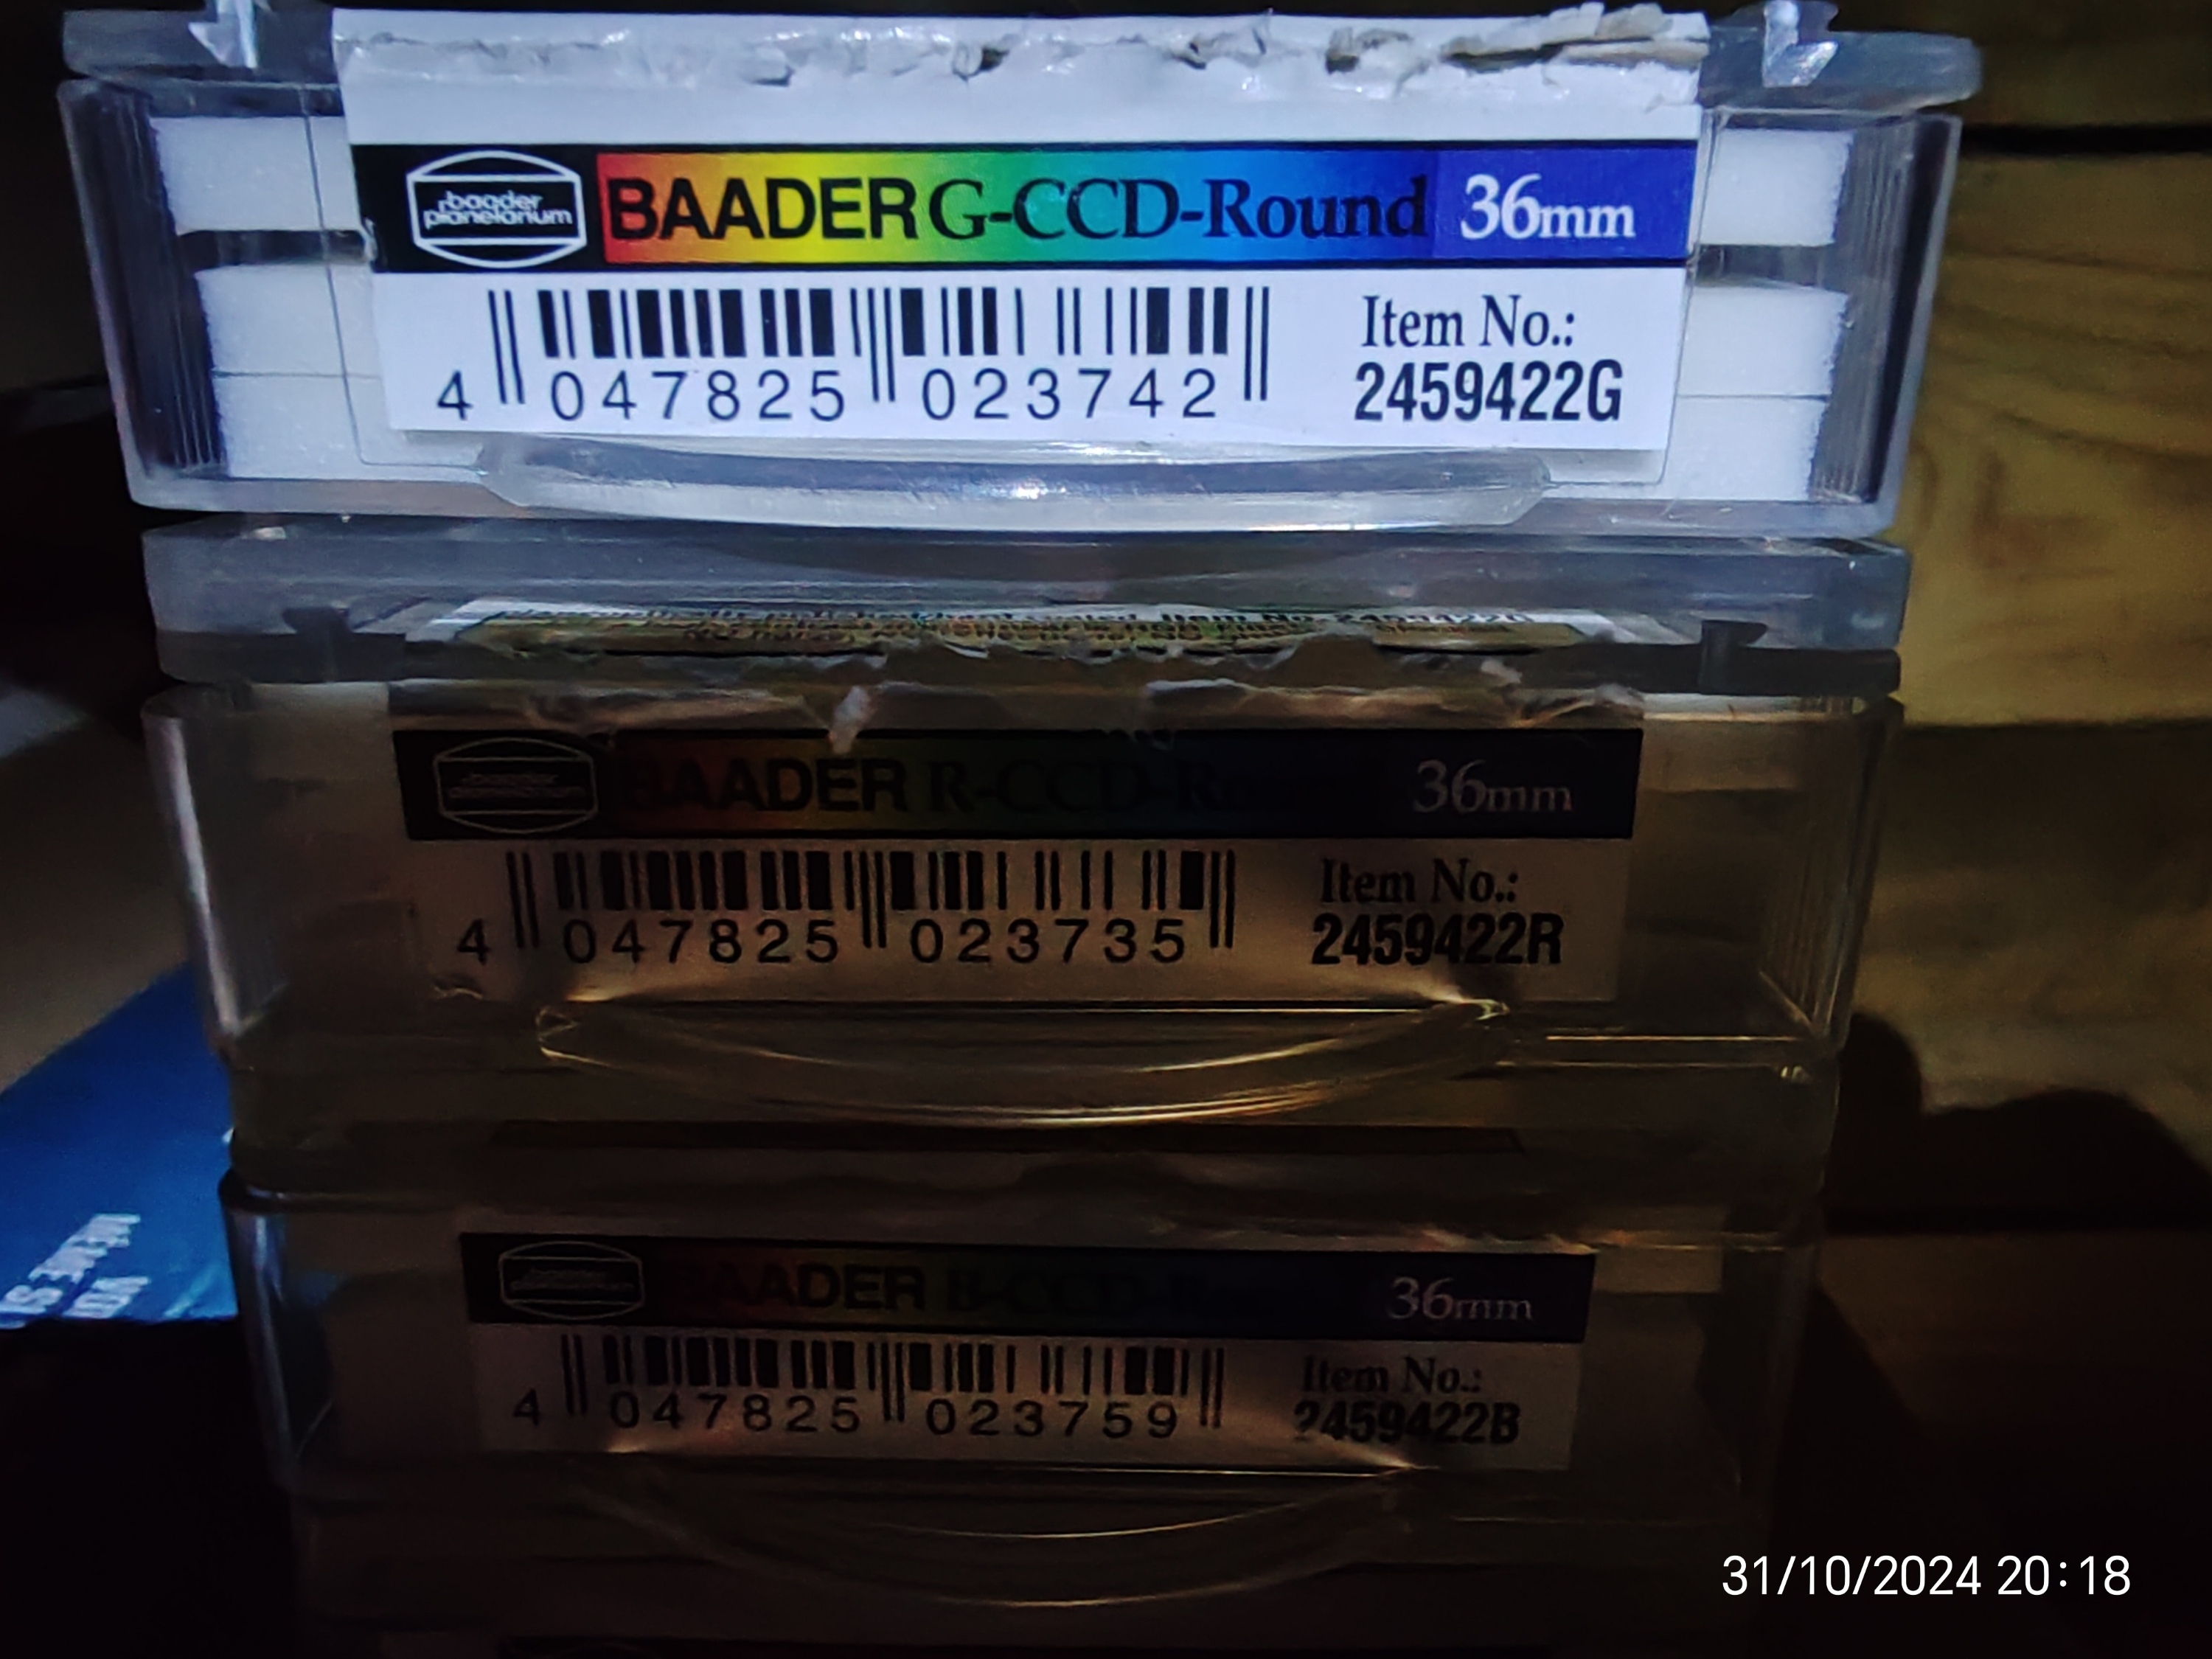 baader
planetarium
BAADER G-CCD-Round 36mm
Item No.:
4 047825 023742
2459422G
BAADER R-CCD-Round 36mm
Item No.:
4 047825 023735
2459422R
BAADER B-CCD- 36mm
Item No.:
4 047825 023759
2459422B
31/10/2024 20:18